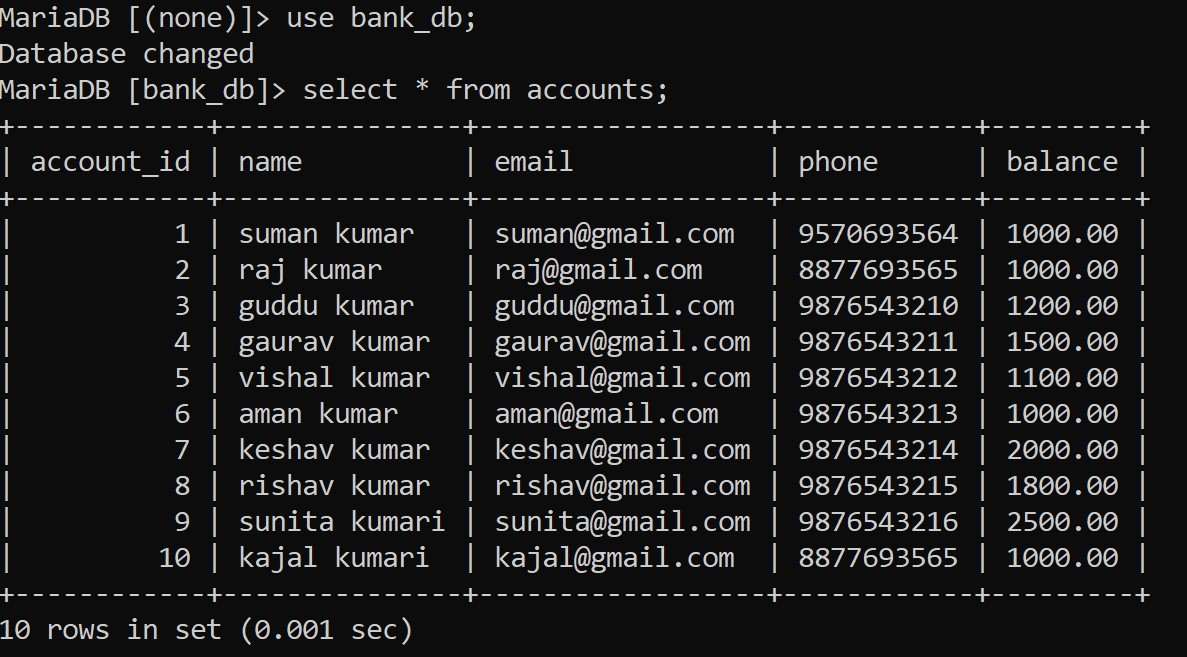 MariaDB [(none)]> use bank_db;
Database changed
MariaDB [bank_db]> select * from accounts;
+------------+---------------+------------------+------------+---------+
| account_id | name          | email            | phone      | balance |
+------------+---------------+------------------+------------+---------+
|          1 | suman kumar   | suman@gmail.com  | 9570693564 | 1000.00 |
|          2 | raj kumar     | raj@gmail.com    | 8877693565 | 1000.00 |
|          3 | guddu kumar   | guddu@gmail.com  | 9876543210 | 1200.00 |
|          4 | gaurav kumar  | gaurav@gmail.com | 9876543211 | 1500.00 |
|          5 | vishal kumar  | vishal@gmail.com | 9876543212 | 1100.00 |
|          6 | aman kumar    | aman@gmail.com   | 9876543213 | 1000.00 |
|          7 | keshav kumar  | keshav@gmail.com | 9876543214 | 2000.00 |
|          8 | rishav kumar  | rishav@gmail.com | 9876543215 | 1800.00 |
|          9 | sunita kumari | sunita@gmail.com | 9876543216 | 2500.00 |
|         10 | kajal kumari  | kajal@gmail.com  | 8877693565 | 1000.00 |
+------------+---------------+------------------+------------+---------+
10 rows in set (0.001 sec)